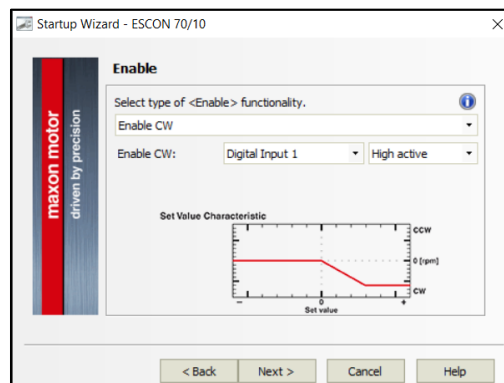 Startup Wizard - ESCON 70/10
maxon motor
driven by precision
Enable
Select type of <Enable> functionality.
Enable CW
Enable CW:
Digital Input 1
High active
Set Value Characteristic
CCW
0 [rpm]
CW
- 0 +
Set value
< Back
Next >
Cancel
Help